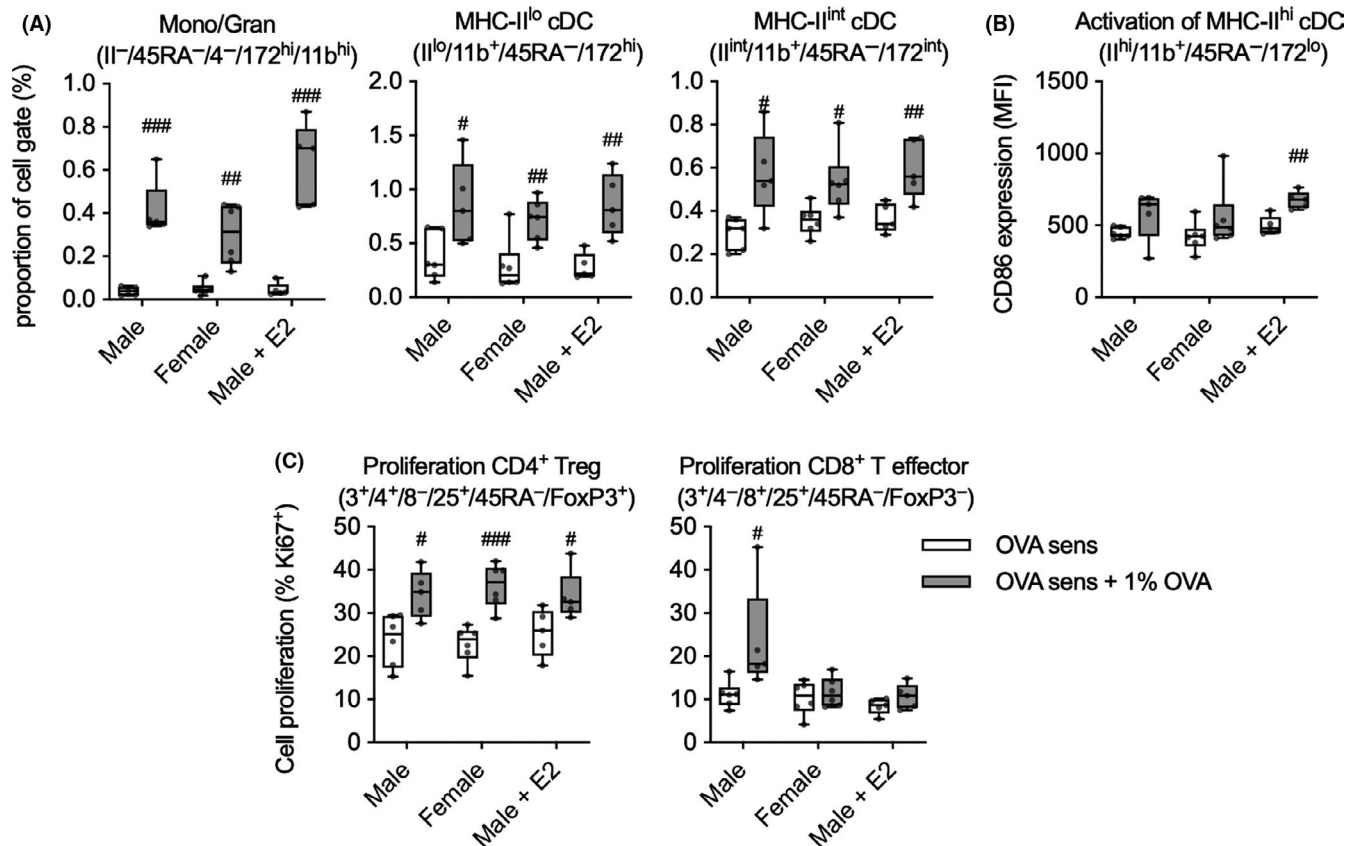 (A)
Mono/Gran
(II⁻/45RA⁻/4⁻/172ʰⁱ/11bʰⁱ)
proportion of cell gate (%)
1.0
0.8
0.6
0.4
0.2
0.0
###
##
###
Male
Female
Male + E2
MHC-IIˡᵒ cDC
(IIˡᵒ/11b⁺/45RA⁻/172ʰⁱ)
2.0
1.5
1.0
0.5
0.0
#
##
##
Male
Female
Male + E2
MHC-IIⁱⁿᵗ cDC
(IIⁱⁿᵗ/11b⁺/45RA⁻/172ⁱⁿᵗ)
1.0
0.8
0.6
0.4
0.2
0.0
#
#
##
Male
Female
Male + E2
(B)
Activation of MHC-IIʰⁱ cDC
(IIʰⁱ/11b⁺/45RA⁻/172ˡᵒ)
CD86 expression (MFI)
1500
1000
500
0
##
Male
Female
Male + E2
(C)
Proliferation CD4⁺ Treg
(3⁺/4⁺/8⁻/25⁺/45RA⁻/FoxP3⁺)
Cell proliferation (% Ki67⁺)
50
40
30
20
10
0
#
###
#
Male
Female
Male + E2
Proliferation CD8⁺ T effector
(3⁺/4⁻/8⁺/25⁺/45RA⁻/FoxP3⁻)
50
40
30
20
10
0
#
Male
Female
Male + E2
OVA sens
OVA sens + 1% OVA